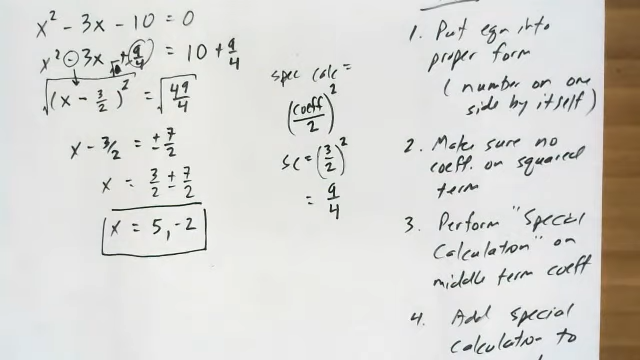 x² - 3x - 10 = 0
x² - 3x + 9/4 = 10 + 9/4
√(x - 3/2)² = √49/4
x - 3/2 = ± 7/2
x = 3/2 ± 7/2
x = 5, -2
spec calc =
(coeff/2)²
sc = (3/2)²
= 9/4
1. Put eqn into
proper form
(number on one
side by itself)
2. Make sure no
coeff. on squared
term
3. Perform "Special
Calculation" on
middle term coeff
4. Add special
calculation to